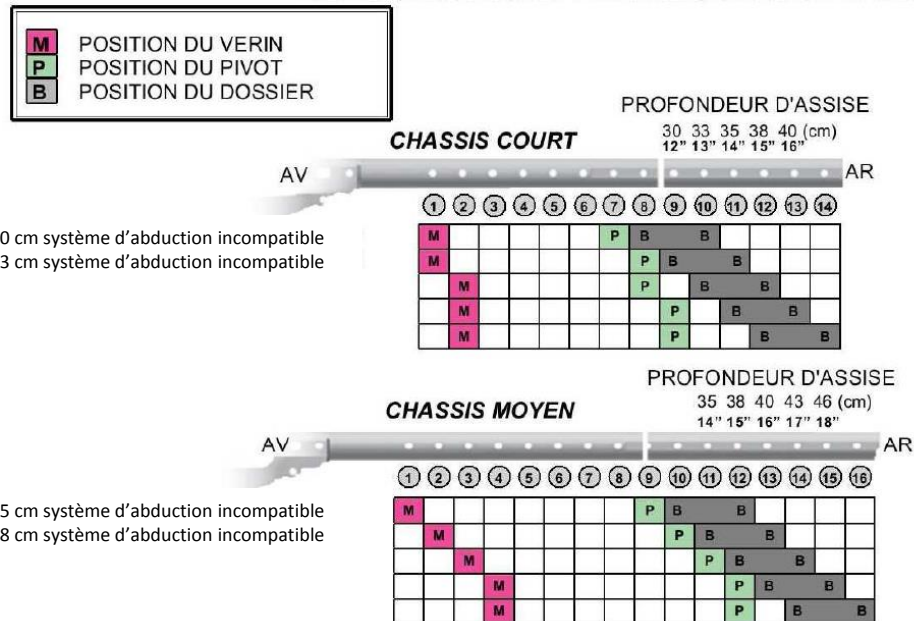 M POSITION DU VERIN
P POSITION DU PIVOT
B POSITION DU DOSSIER
PROFONDEUR D'ASSISE
CHASSIS COURT
30 33 35 38 40 (cm)
12" 13" 14" 15" 16"
AV AR
1 2 3 4 5 6 7 8 9 10 11 12 13 14
0 cm système d'abduction incompatible M P B B
3 cm système d'abduction incompatible M P B B
M P B B
M P B B
M P B B
PROFONDEUR D'ASSISE
CHASSIS MOYEN
35 38 40 43 46 (cm)
14" 15" 16" 17" 18"
AV AR
1 2 3 4 5 6 7 8 9 10 11 12 13 14 15 16
5 cm système d'abduction incompatible M P B B
8 cm système d'abduction incompatible M P B B
M P B B
M P B B
M P B B